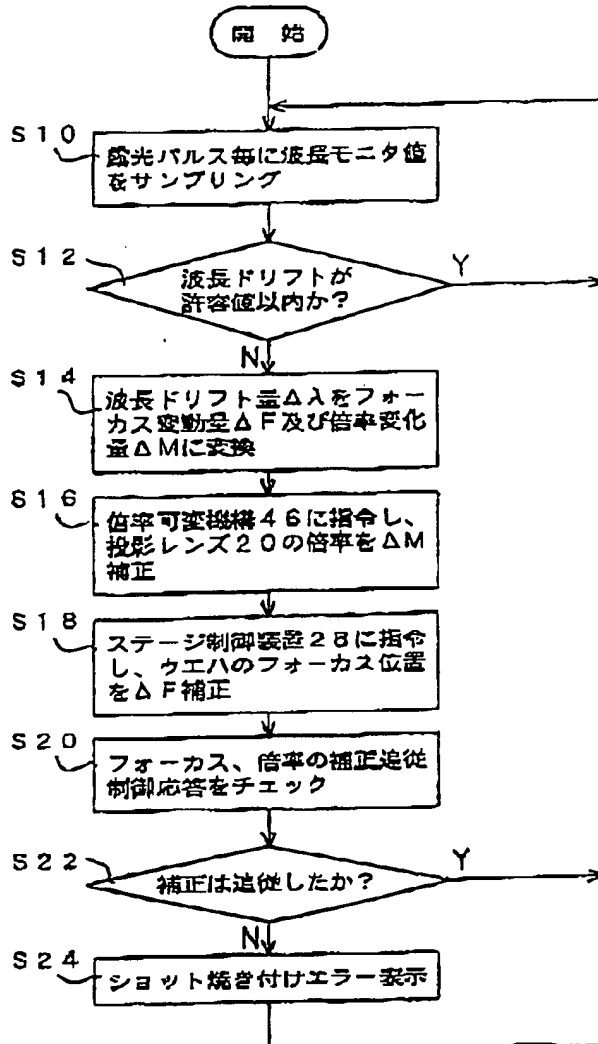 開 始
S10
露光パルス毎に波長モニタ値
をサンプリング
S12
波長ドリフトが
許容値以内か?
Y
N
S14
波長ドリフト量Δλをフォー
カス変動量ΔF及び倍率変化
量ΔMに変換
S16
倍率可変機構46に指令し、
投影レンズ20の倍率をΔM
補正
S18
ステージ制御装置28に指令
し、ウエハのフォーカス位置
をΔF補正
S20
フォーカス、倍率の補正追従
制御応答をチェック
S22
補正は追従したか?
Y
N
S24
ショット焼き付けエラー表示